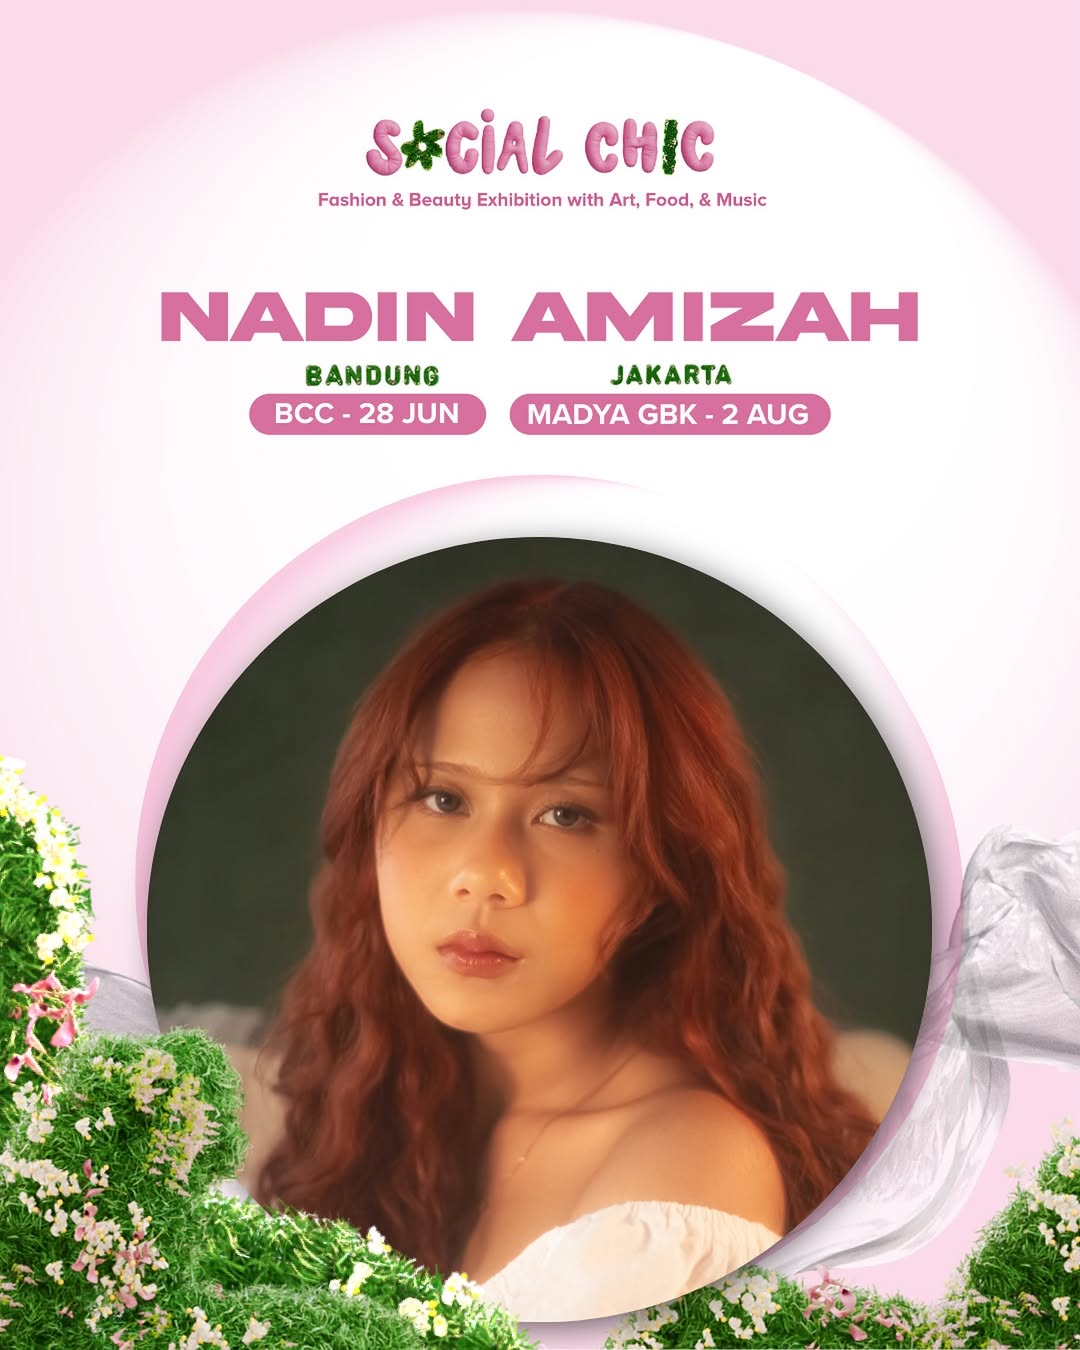 SOCIAL CHIC
Fashion & Beauty Exhibition with Art, Food, & Music
NADIN AMIZAH
BANDUNG
BCC - 28 JUN
JAKARTA
MADYA GBK - 2 AUG